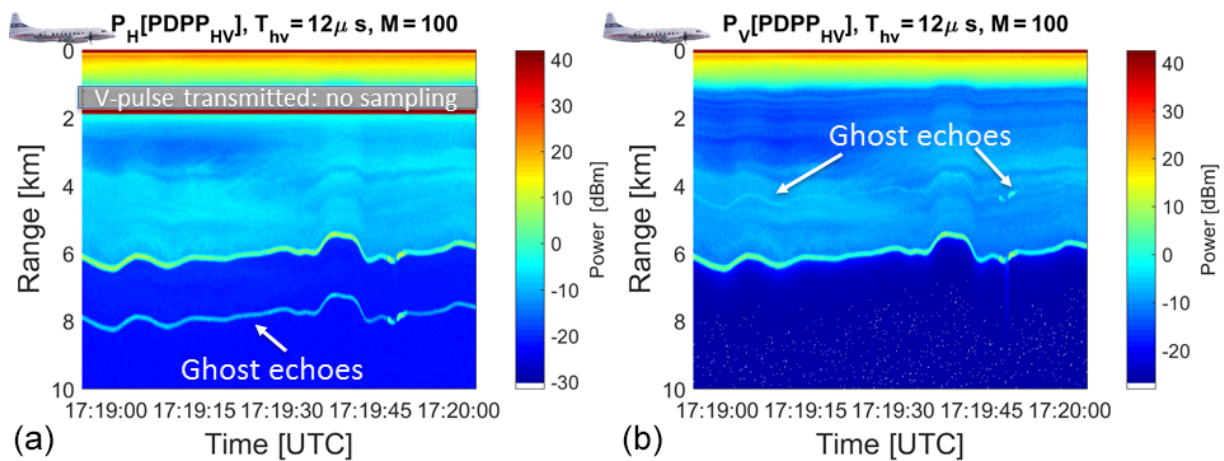 P_H[PDPP_HV], T_hv = 12μ s, M = 100
0
2
4
6
8
10
Range [km]
V-pulse transmitted: no sampling
Ghost echoes
17:19:00 17:19:15 17:19:30 17:19:45 17:20:00
Time [UTC]
(a)
40
30
20
10
0
-10
-20
-30
Power [dBm]
P_V[PDPP_HV], T_hv = 12μ s, M = 100
0
2
4
6
8
10
Range [km]
Ghost echoes
17:19:00 17:19:15 17:19:30 17:19:45 17:20:00
Time [UTC]
(b)
40
30
20
10
0
-10
-20
Power [dBm]